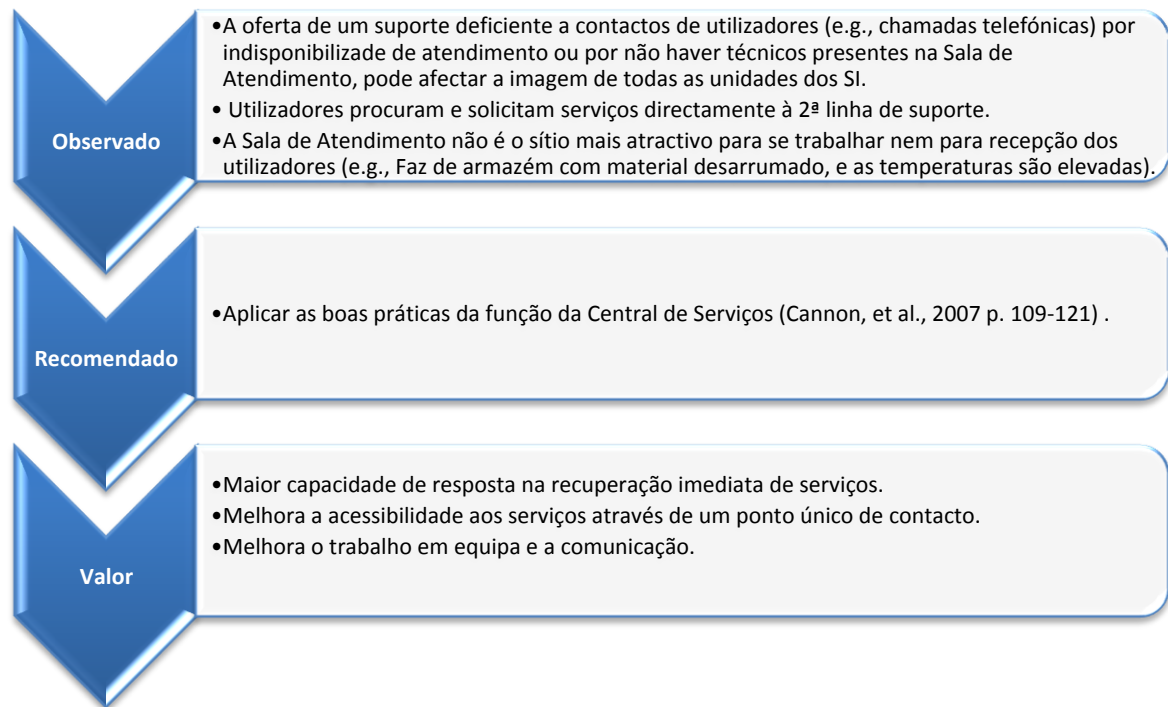 Observado
•A oferta de um suporte deficiente a contactos de utilizadores (e.g., chamadas telefónicas) por
indisponibilizade de atendimento ou por não haver técnicos presentes na Sala de
Atendimento, pode afectar a imagem de todas as unidades dos SI.
• Utilizadores procuram e solicitam serviços directamente à 2ª linha de suporte.
•A Sala de Atendimento não é o sítio mais atractivo para se trabalhar nem para recepção dos
utilizadores (e.g., Faz de armazém com material desarrumado, e as temperaturas são elevadas).
Recomendado
•Aplicar as boas práticas da função da Central de Serviços (Cannon, et al., 2007 p. 109-121) .
Valor
•Maior capacidade de resposta na recuperação imediata de serviços.
•Melhora a acessibilidade aos serviços através de um ponto único de contacto.
•Melhora o trabalho em equipa e a comunicação.